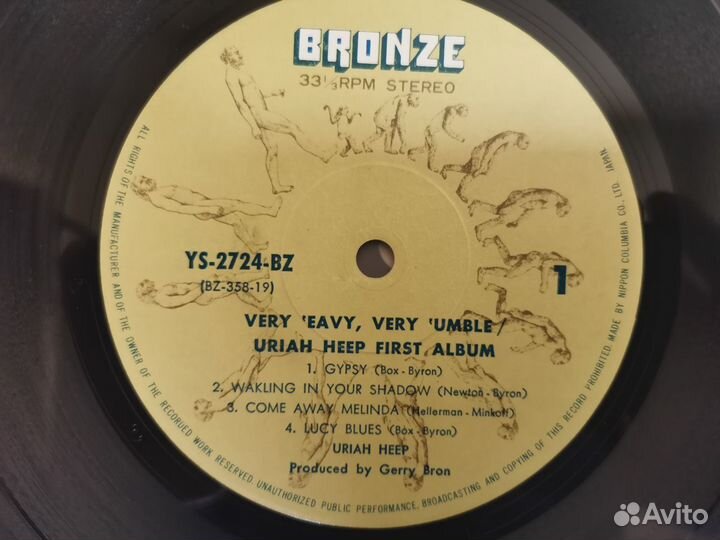 BRONZE
33⅓ RPM STEREO
YS-2724-BZ
(BZ-358-19)
1
VERY 'EAVY, VERY 'UMBLE /
URIAH HEEP FIRST ALBUM
1. GYPSY (Box - Byron)
2. WAKLING IN YOUR SHADOW (Newton - Byron)
3. COME AWAY MELINDA (Hellerman - Minkoff)
4. LUCY BLUES (Box - Byron)
URIAH HEEP
Produced by Gerry Bron
ALL RIGHTS OF THE MANUFACTURER AND OF THE OWNER OF THE RECORDED WORK RESERVED. UNAUTHORIZED PUBLIC PERFORMANCE, BROADCASTING AND COPYING OF THIS RECORD PROHIBITED. MADE BY NIPPON COLUMBIA CO., LTD. JAPAN.
Avito